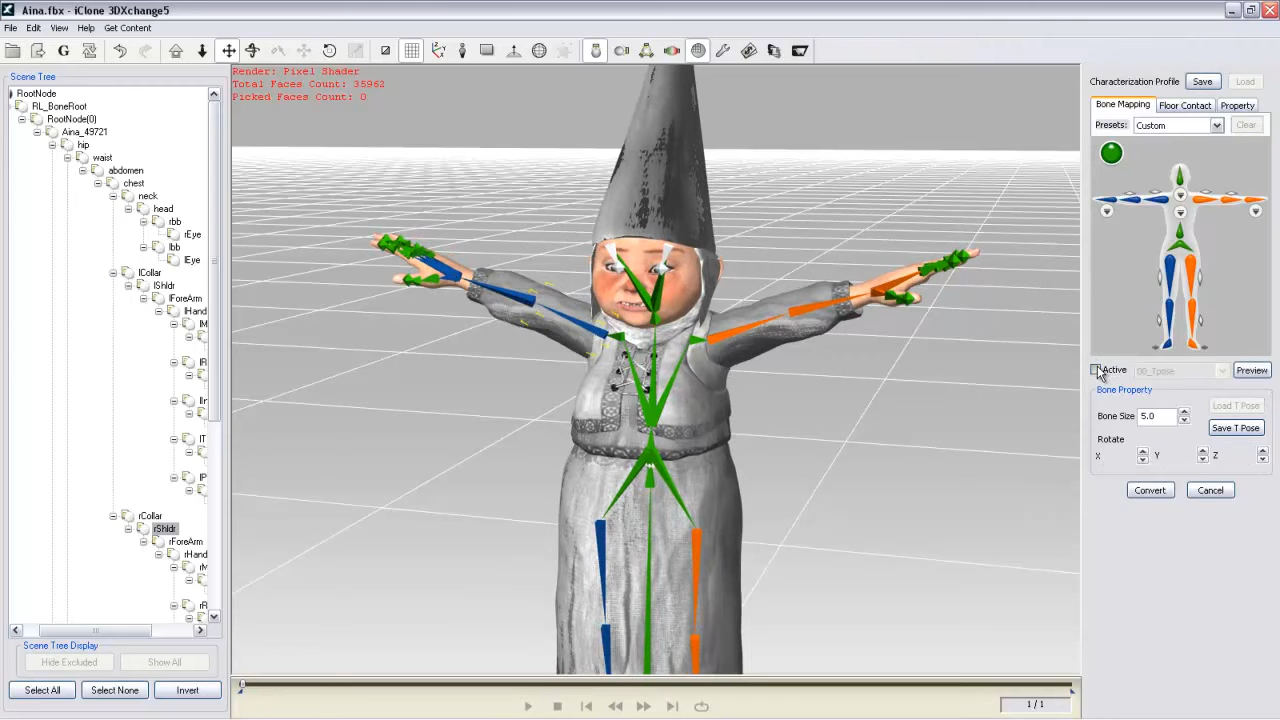 Aina.fbx - iClone 3DXchange5
File Edit View Help Get Content
Scene Tree
RootNode
RL_BoneRoot
RootNode(0)
Aina_49721
hip
waist
abdomen
chest
neck
head
rbb
rEye
lbb
lEye
lCollar
lShldr
lForeArm
lHand
rCollar
rShldr
rForeArm
rHand
Scene Tree Display
Hide Excluded Show All
Select All Select None Invert
Render: Pixel Shader
Total Faces Count: 35962
Picked Faces Count: 0
1 / 1
Characterization Profile Save Load
Bone Mapping Floor Contact Property
Presets: Custom Clear
Active 00_Tpose Preview
Bone Property
Load T Pose
Bone Size 5.0
Save T Pose
Rotate
X Y Z
Convert Cancel